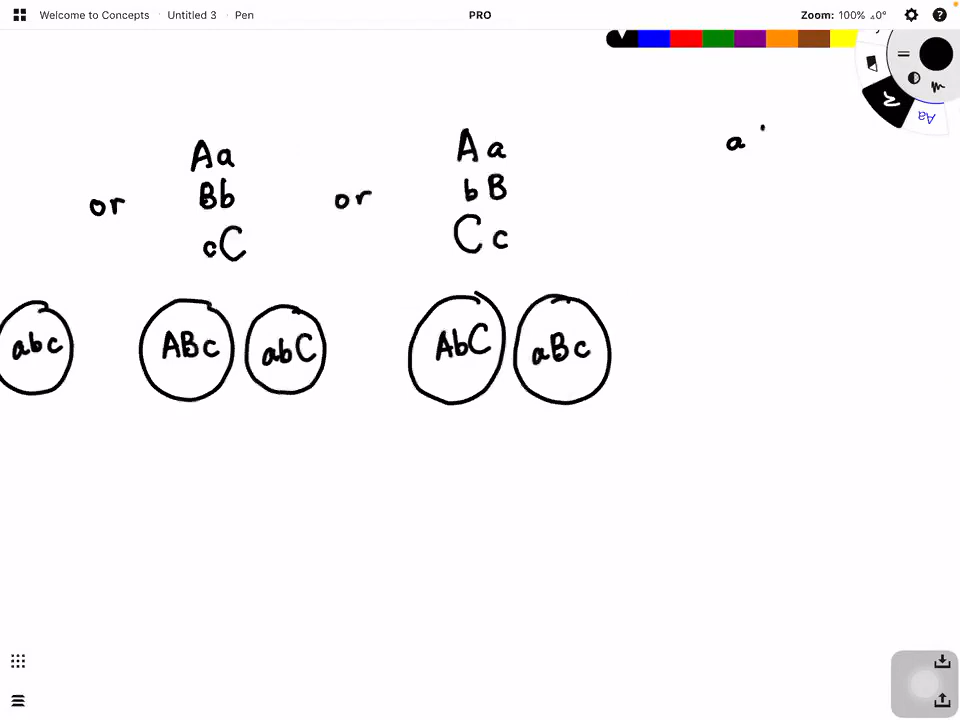 Welcome to Concepts · Untitled 3 · Pen
PRO
Zoom: 100% 0°
Aa
Aa
Bb
bB
or
or
cC
Cc
a
abc
ABc
abC
AbC
aBc
Aa